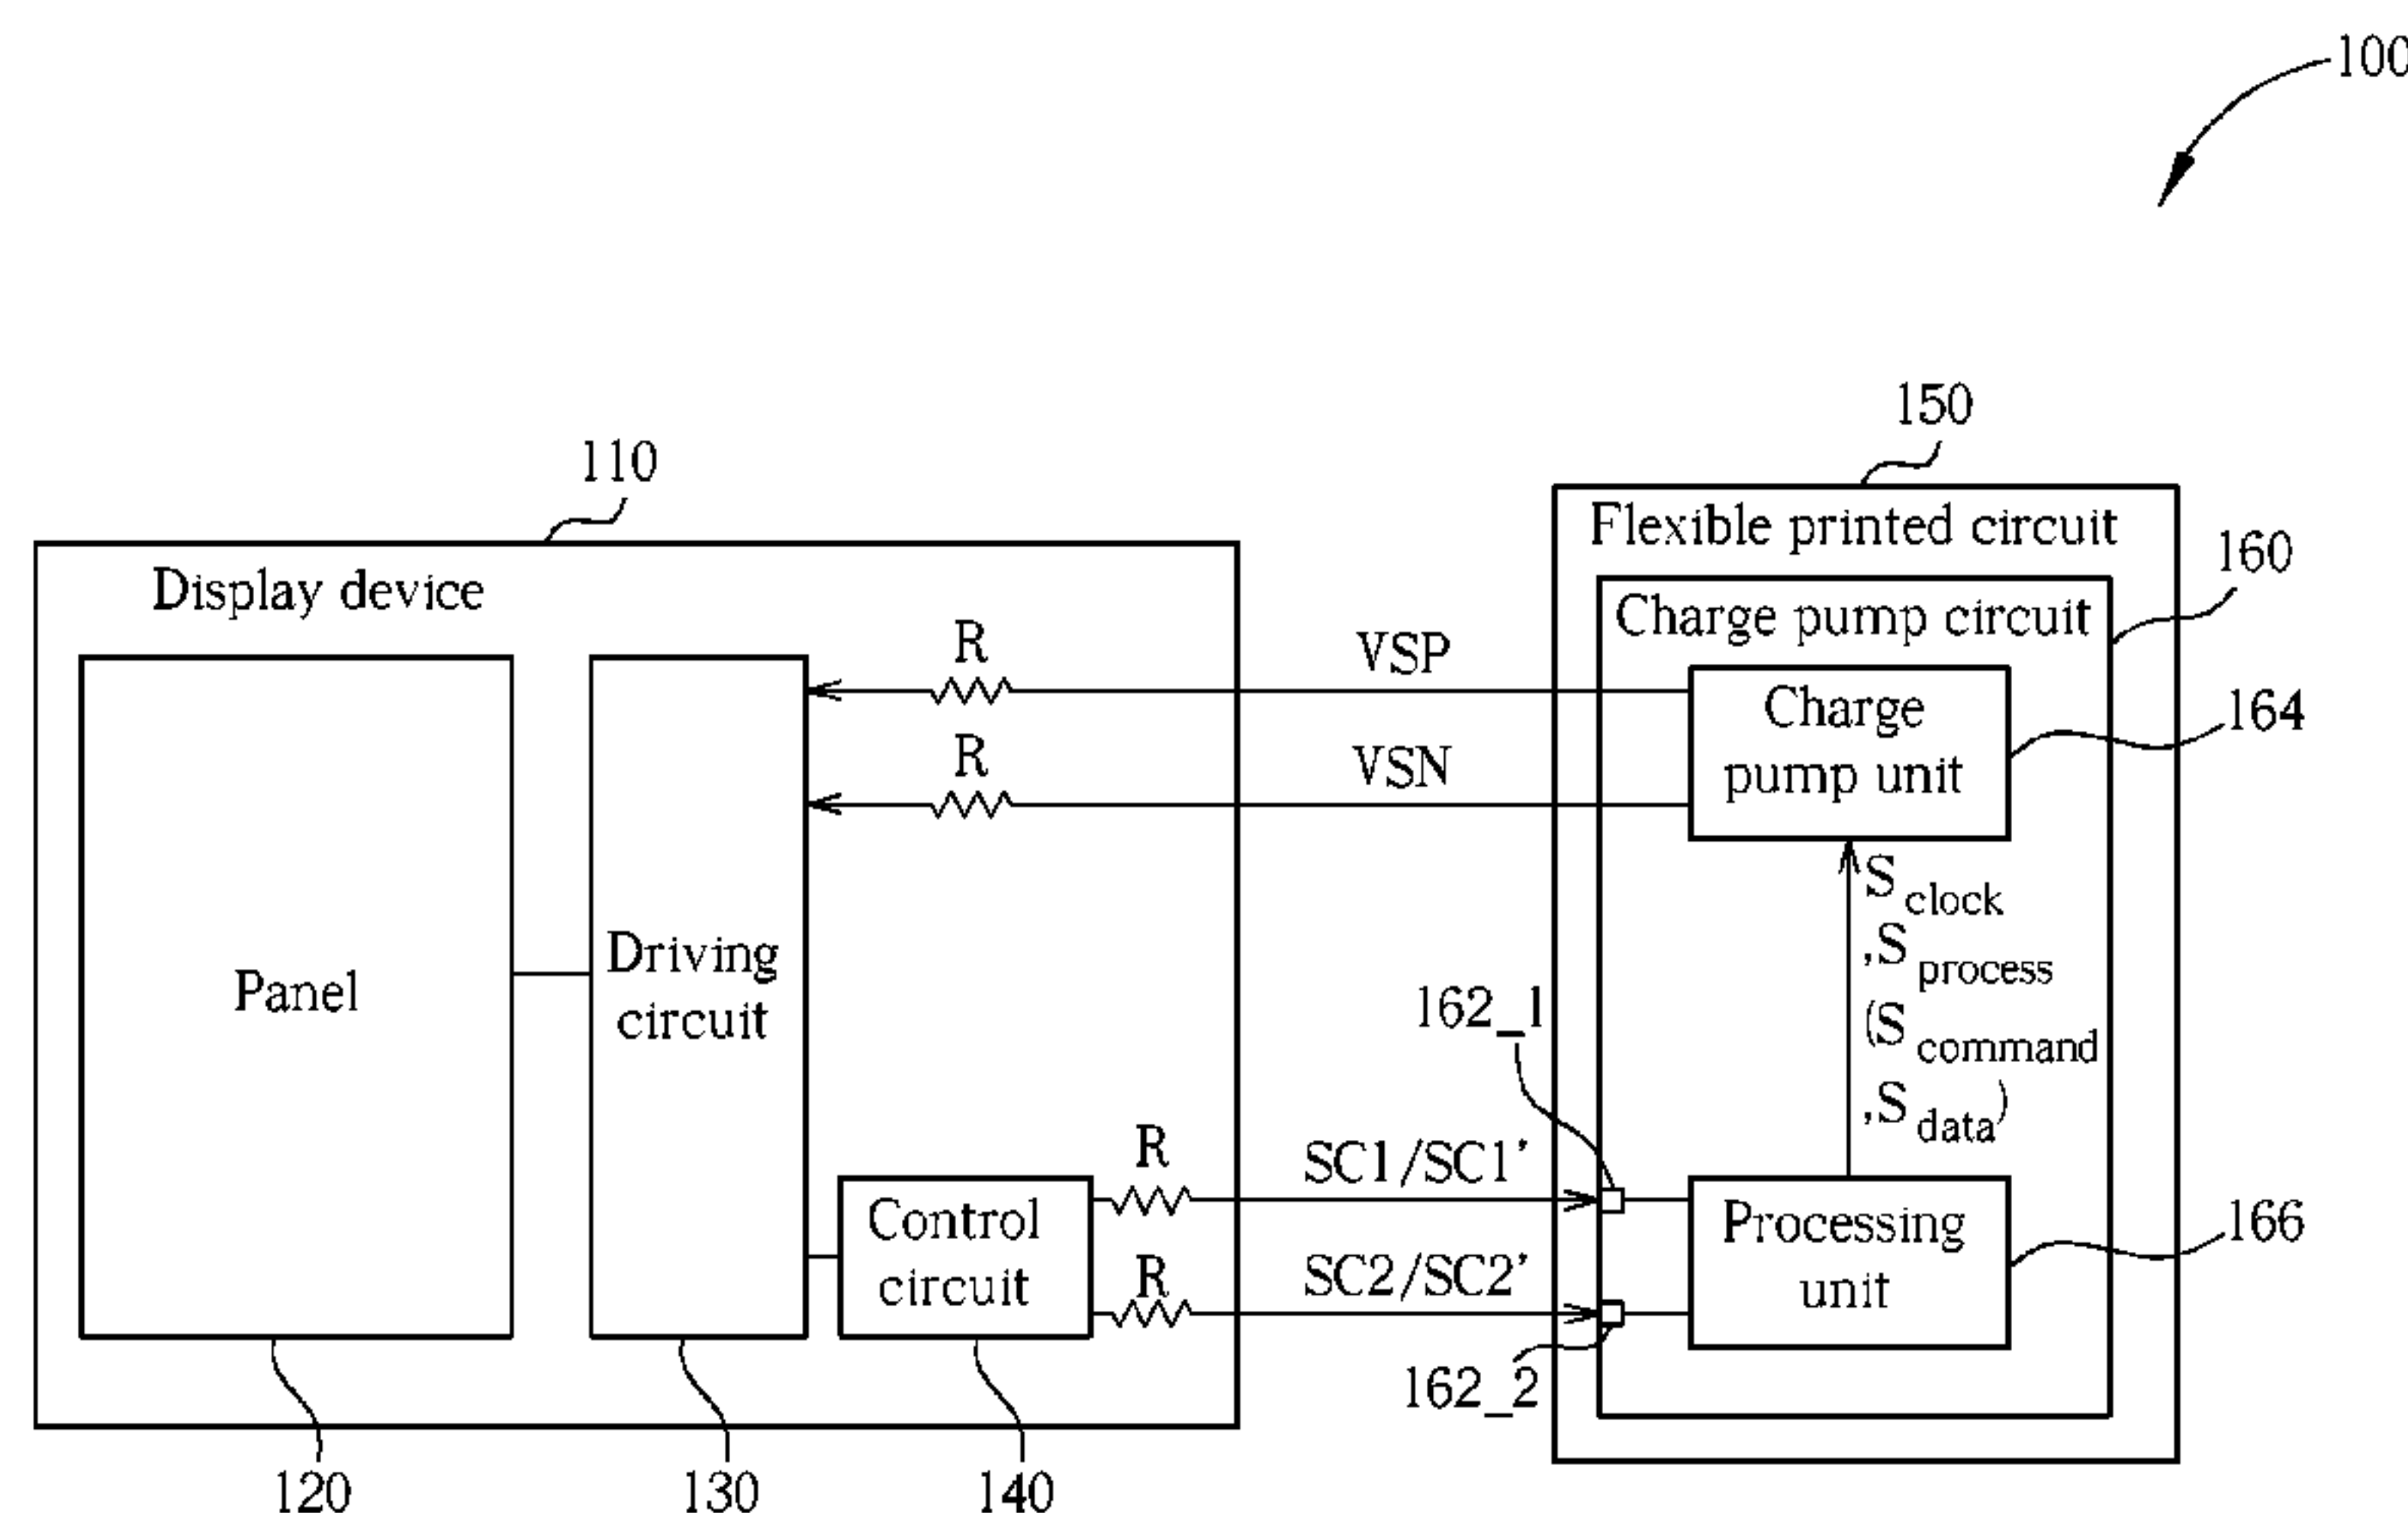 100
150
110
Flexible printed circuit
160
Display device
Charge pump circuit
R
VSP
Charge
pump unit
164
R
VSN
S clock
,S process
(S command
,S data)
Driving
circuit
Panel
162_1
R
SC1/SC1'
Control
circuit
Processing
unit
166
R
SC2/SC2'
162_2
120
130
140